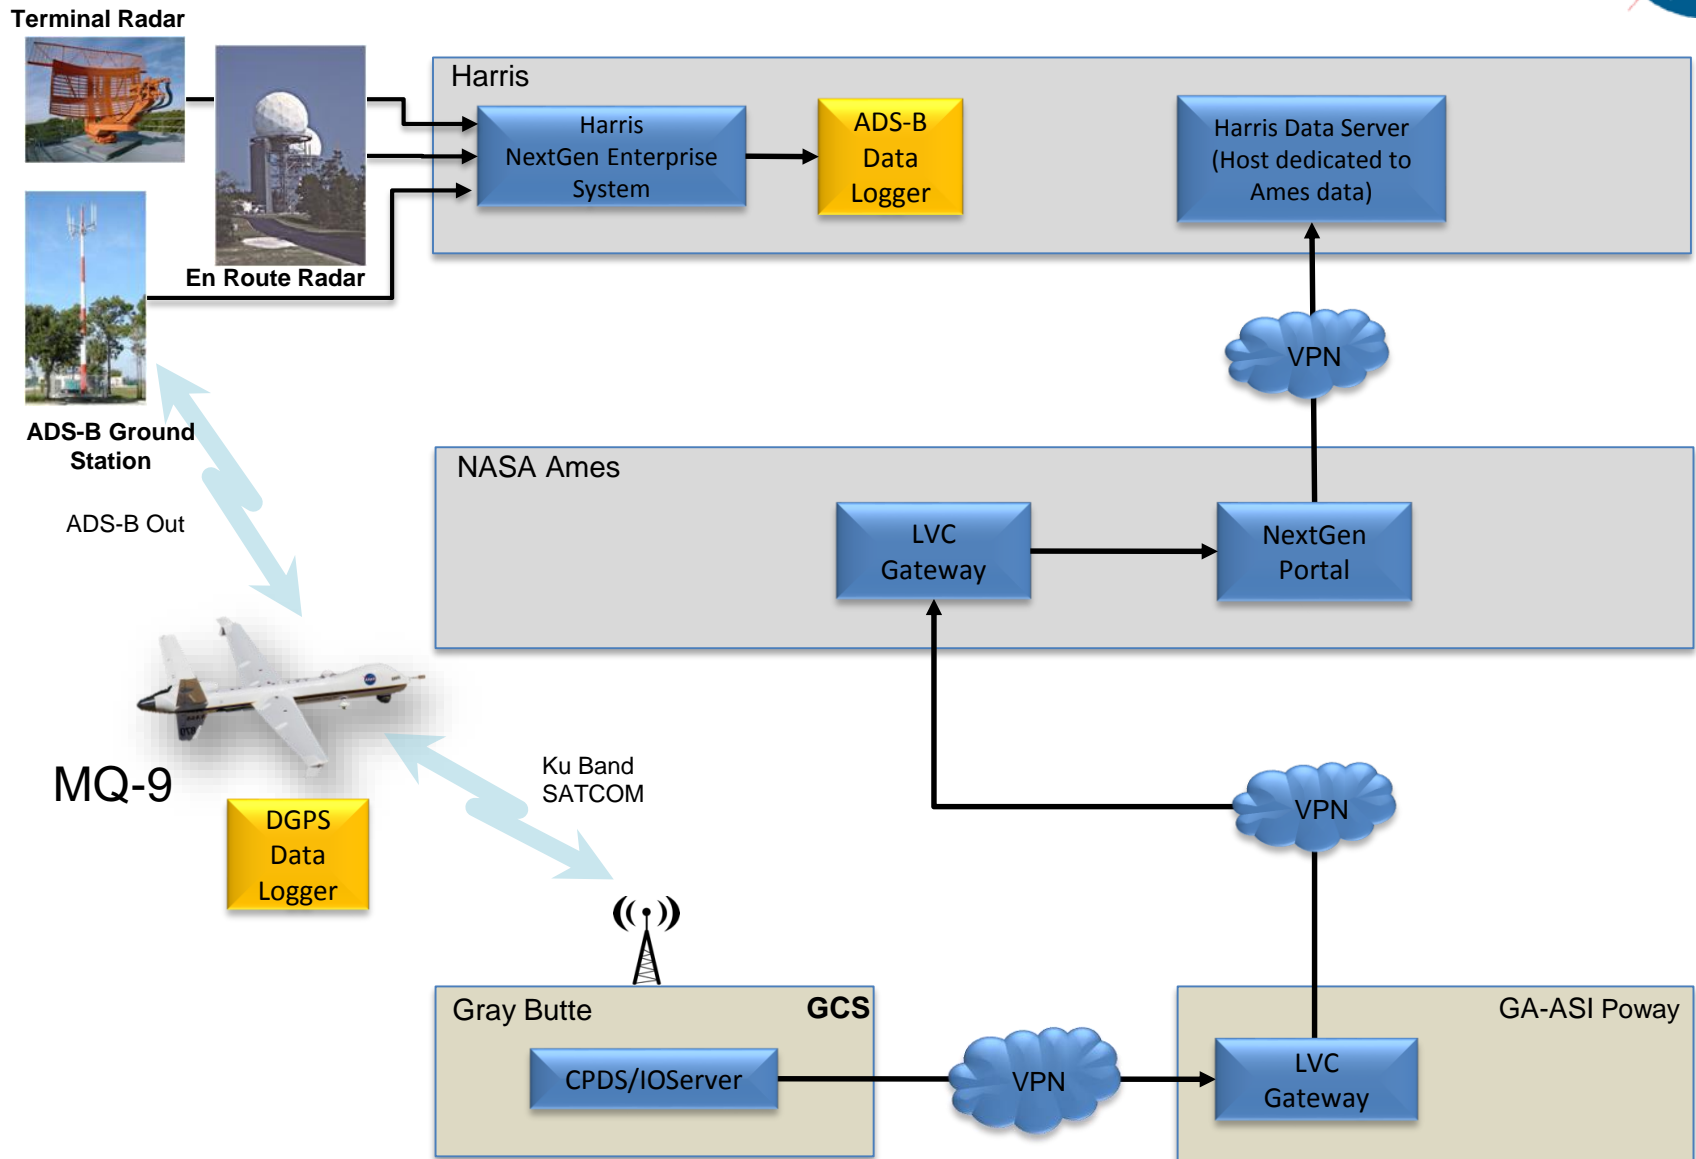 Terminal Radar
Harris
Harris
NextGen Enterprise
System
ADS-B
Data
Logger
Harris Data Server
(Host dedicated to
Ames data)
En Route Radar
VPN
ADS-B Ground
Station
ADS-B Out
NASA Ames
LVC
Gateway
NextGen
Portal
MQ-9
Ku Band
SATCOM
VPN
DGPS
Data
Logger
Gray Butte
GCS
GA-ASI Poway
CPDS/IOServer
VPN
LVC
Gateway